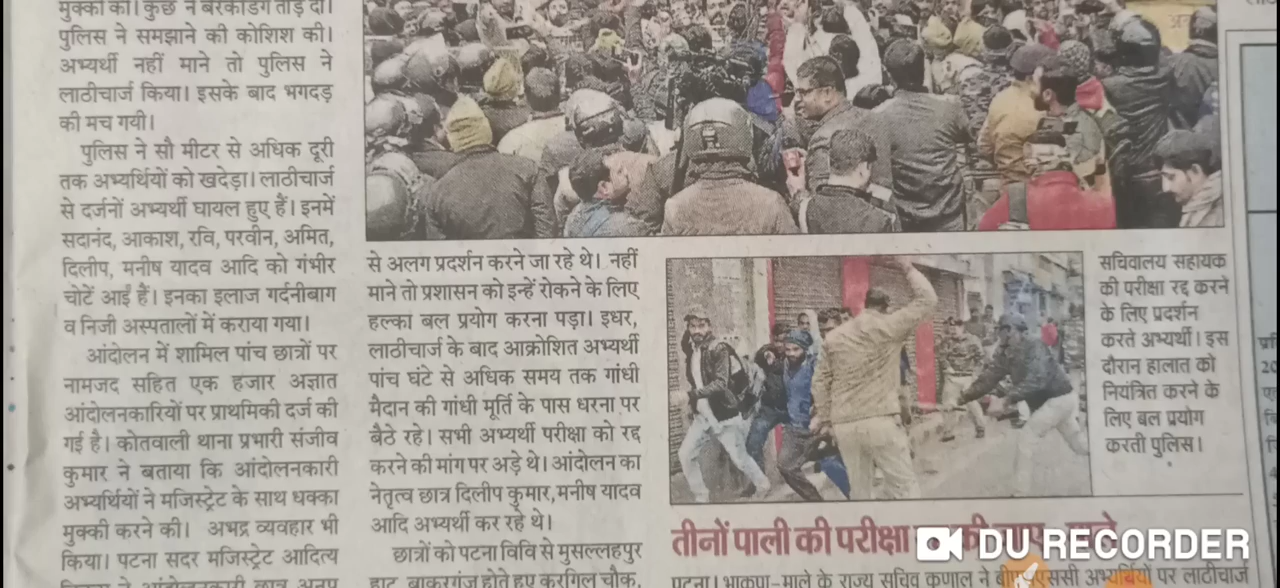 मुक्की की। कुछ ने बैरिकेडिंग तोड़ दी।
पुलिस ने समझाने की कोशिश की।
अभ्यर्थी नहीं माने तो पुलिस ने
लाठीचार्ज किया। इसके बाद भगदड़
की मच गयी।
पुलिस ने सौ मीटर से अधिक दूरी
तक अभ्यर्थियों को खदेड़ा। लाठीचार्ज
से दर्जनों अभ्यर्थी घायल हुए हैं। इनमें
सदानंद, आकाश, रवि, परवीन, अमित,
दिलीप, मनीष यादव आदि को गंभीर
चोटें आईं हैं। इनका इलाज गर्दनीबाग
व निजी अस्पतालों में कराया गया।
आंदोलन में शामिल पांच छात्रों पर
नामजद सहित एक हजार अज्ञात
आंदोलनकारियों पर प्राथमिकी दर्ज की
गई है। कोतवाली थाना प्रभारी संजीव
कुमार ने बताया कि आंदोलनकारी
अभ्यर्थियों ने मजिस्ट्रेट के साथ धक्का
मुक्की करने की। अभद्र व्यवहार भी
किया। पटना सदर मजिस्ट्रेट आदित्य
ने आंदोलनकारी छात्र
से अलग प्रदर्शन करने जा रहे थे। नहीं
माने तो प्रशासन को इन्हें रोकने के लिए
हल्का बल प्रयोग करना पड़ा। इधर,
लाठीचार्ज के बाद आक्रोशित अभ्यर्थी
पांच घंटे से अधिक समय तक गांधी
मैदान की गांधी मूर्ति के पास धरना पर
बैठे रहे। सभी अभ्यर्थी परीक्षा को रद्द
करने की मांग पर अड़े थे। आंदोलन का
नेतृत्व छात्र दिलीप कुमार,मनीष यादव
आदि अभ्यर्थी कर रहे थे।
छात्रों को पटना विवि से मुसल्लहपुर
हाट, बाकरगंज होते हुए करगिल चौक,
सचिवालय सहायक
की परीक्षा रद्द करने
के लिए प्रदर्शन
करते अभ्यर्थी। इस
दौरान हालात को
नियंत्रित करने के
लिए बल प्रयोग
करती पुलिस।
तीनों पाली की परीक्षा
पटना। भाकपा-माले के राज्य सचिव कुणाल ने अभ्यर्थियों पर लाठीचार्ज
DU RECORDER